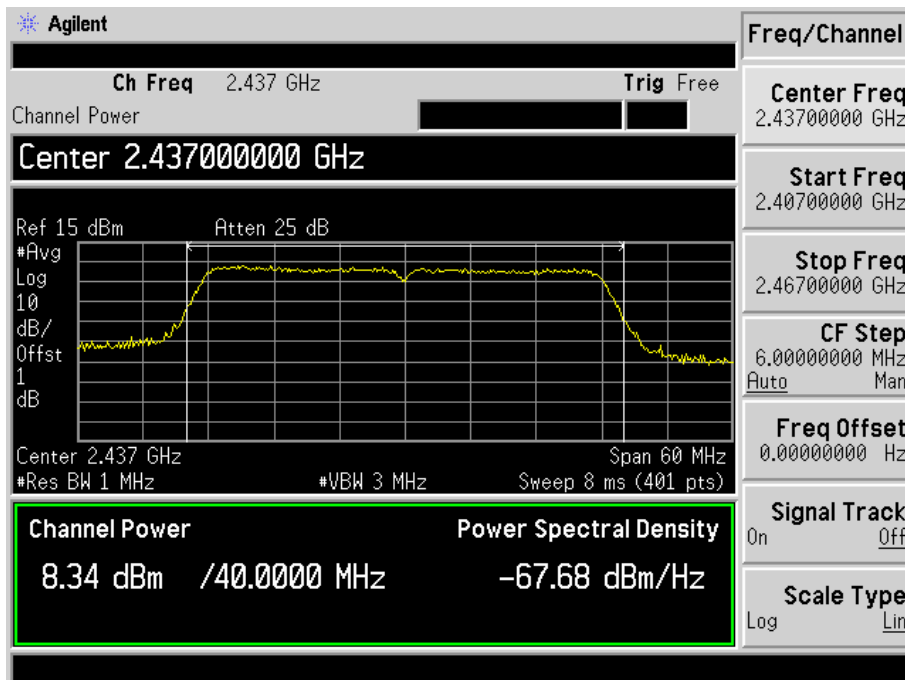 Agilent
Freq/Channel
Ch Freq 2.437 GHz Trig Free
Channel Power
Center 2.437000000 GHz
Ref 15 dBm Atten 25 dB
#Avg
Log
10
dB/
Offst
1
dB
Center 2.437 GHz Span 60 MHz
#Res BW 1 MHz #VBW 3 MHz Sweep 8 ms (401 pts)
Channel Power Power Spectral Density
8.34 dBm /40.0000 MHz -67.68 dBm/Hz
Center Freq
2.43700000 GHz
Start Freq
2.40700000 GHz
Stop Freq
2.46700000 GHz
CF Step
6.00000000 MHz
Auto Man
Freq Offset
0.00000000 Hz
Signal Track
On Off
Scale Type
Log Lin